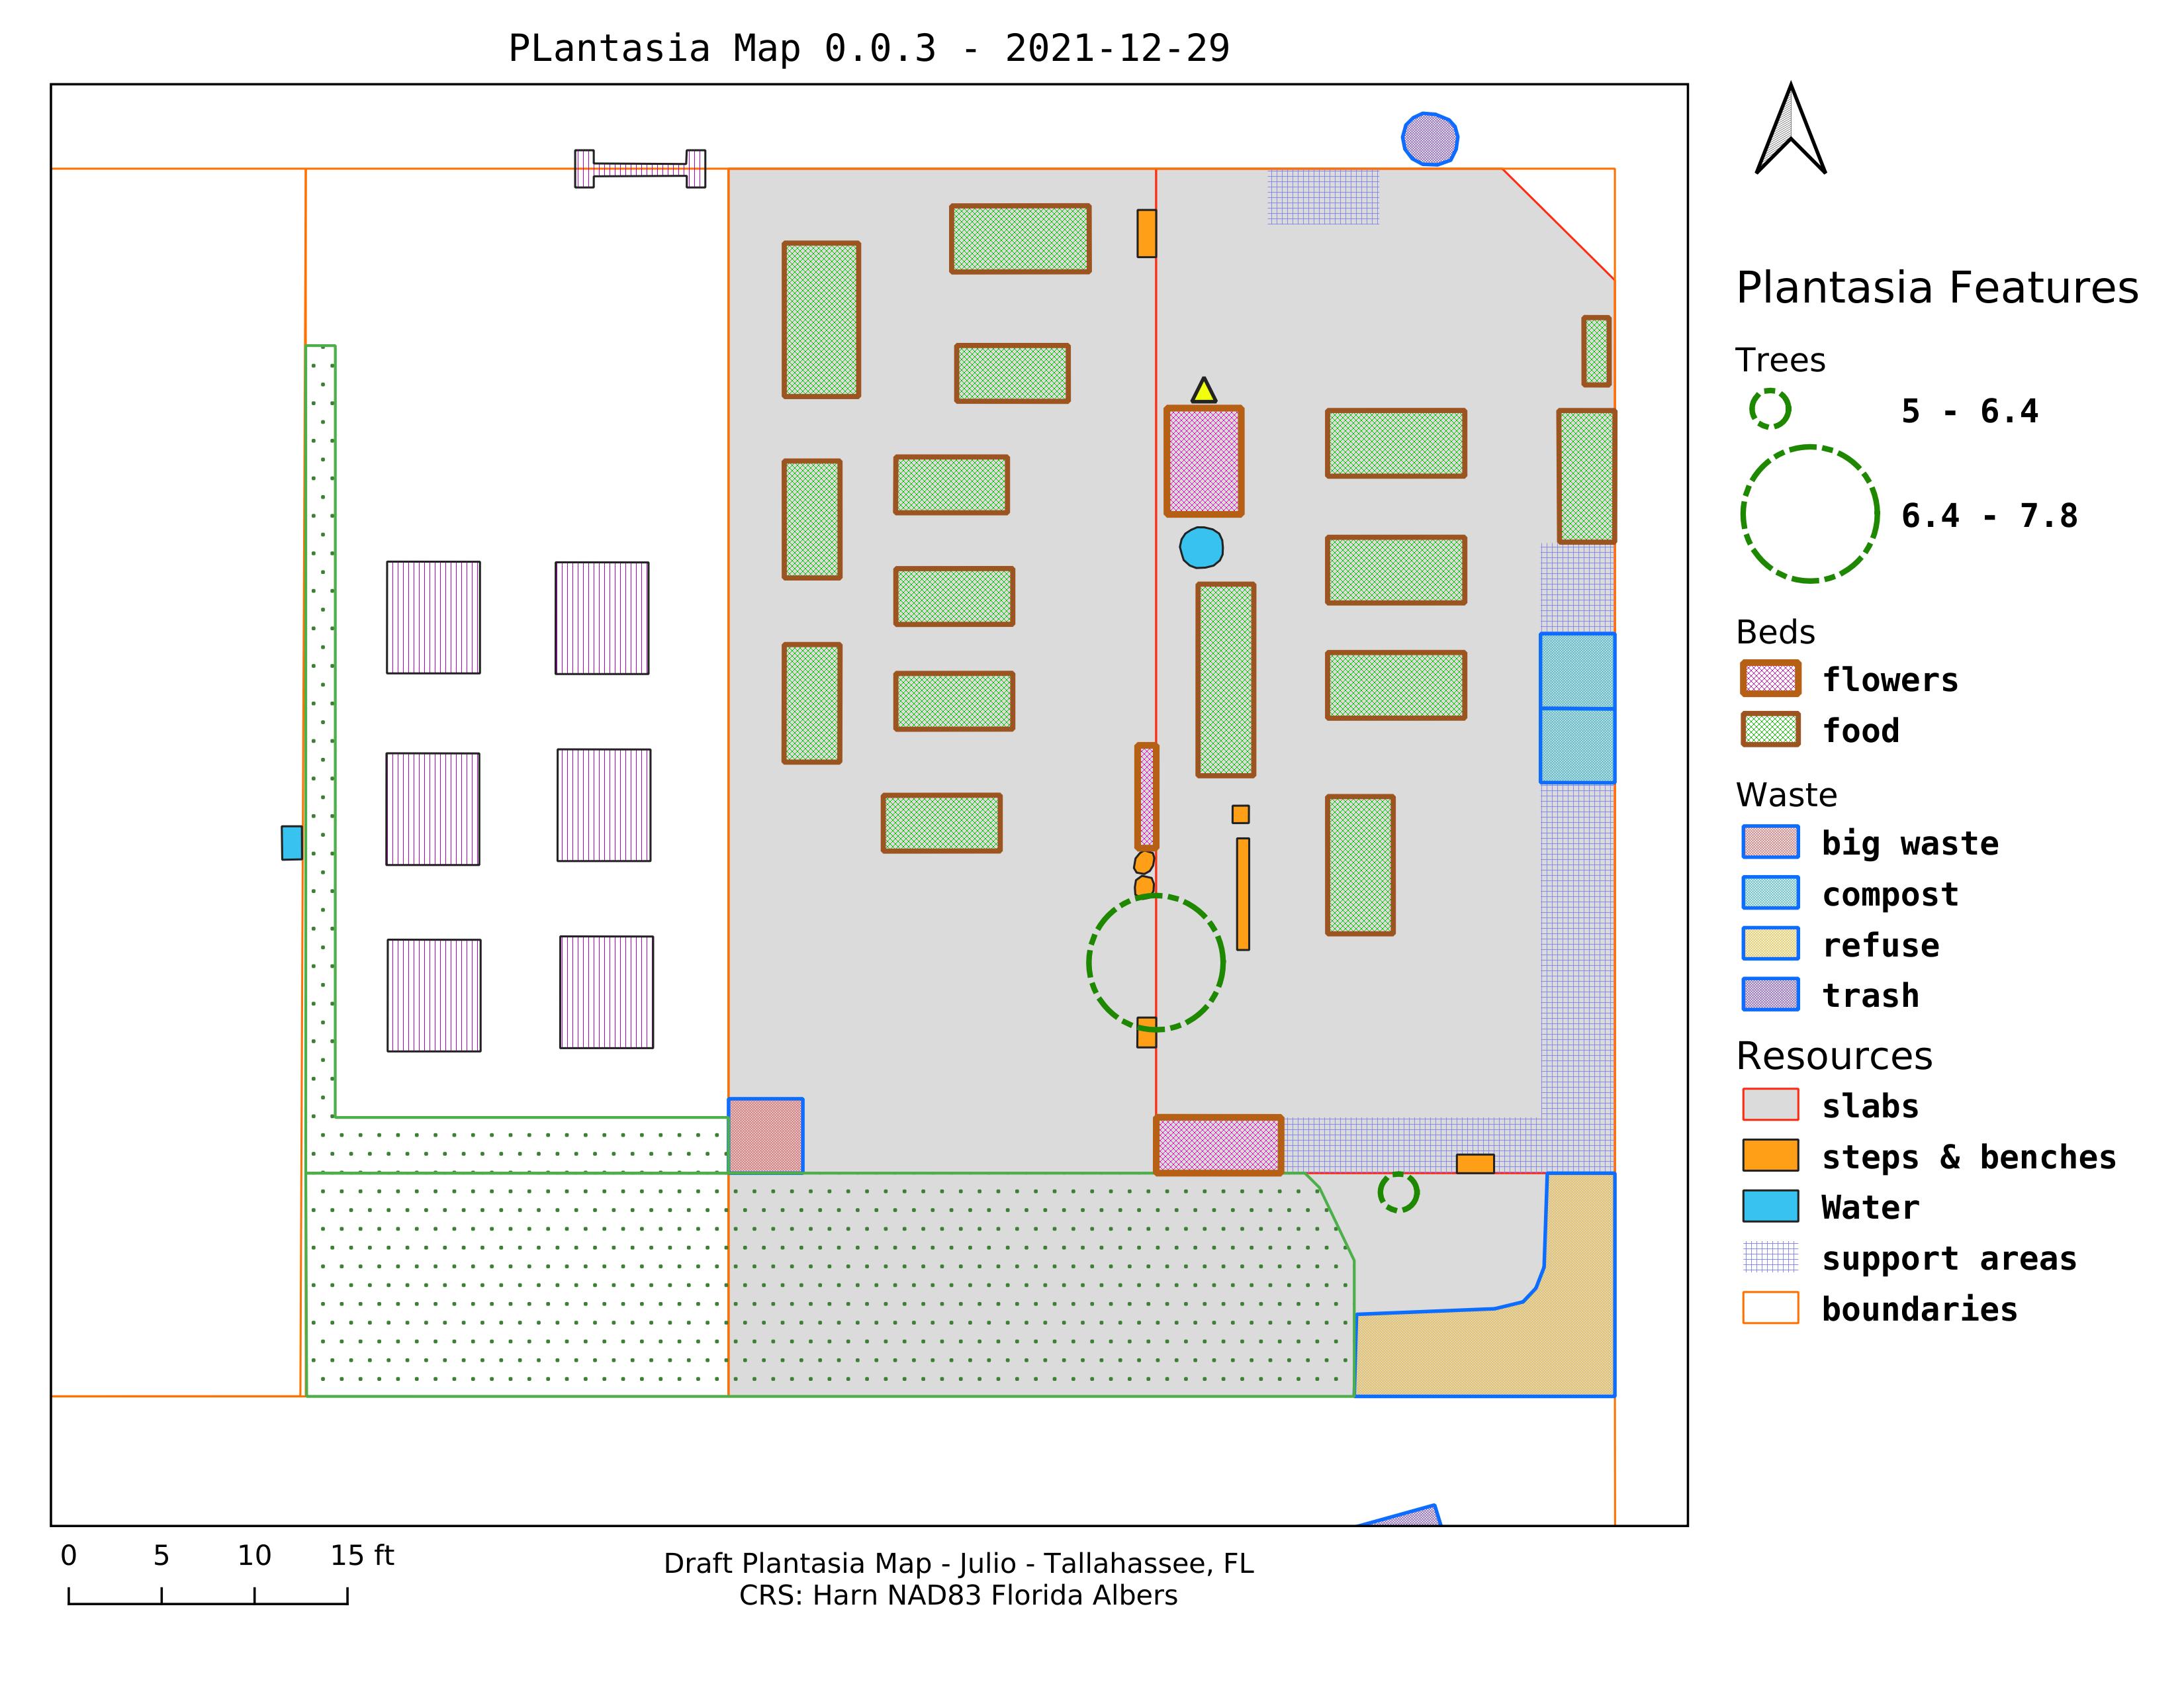 PLantasia Map 0.0.3 - 2021-12-29
Plantasia Features
Trees
5 - 6.4
6.4 - 7.8
Beds
flowers
food
Waste
big waste
compost
refuse
trash
Resources
slabs
steps & benches
Water
support areas
boundaries
0 5 10 15 ft
Draft Plantasia Map - Julio - Tallahassee, FL
CRS: Harn NAD83 Florida Albers